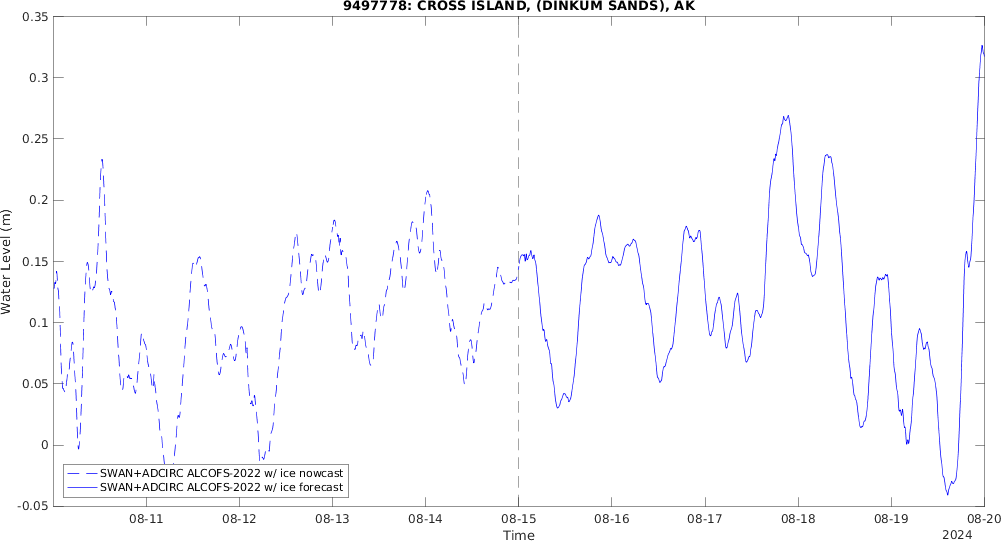 9497778: CROSS ISLAND, (DINKUM SANDS), AK
0.35
0.3
0.25
0.2
0.15
0.1
0.05
0
-0.05
Water Level (m)
SWAN+ADCIRC ALCOFS-2022 w/ ice nowcast
SWAN+ADCIRC ALCOFS-2022 w/ ice forecast
08-11 08-12 08-13 08-14 08-15 08-16 08-17 08-18 08-19 08-20
Time
2024